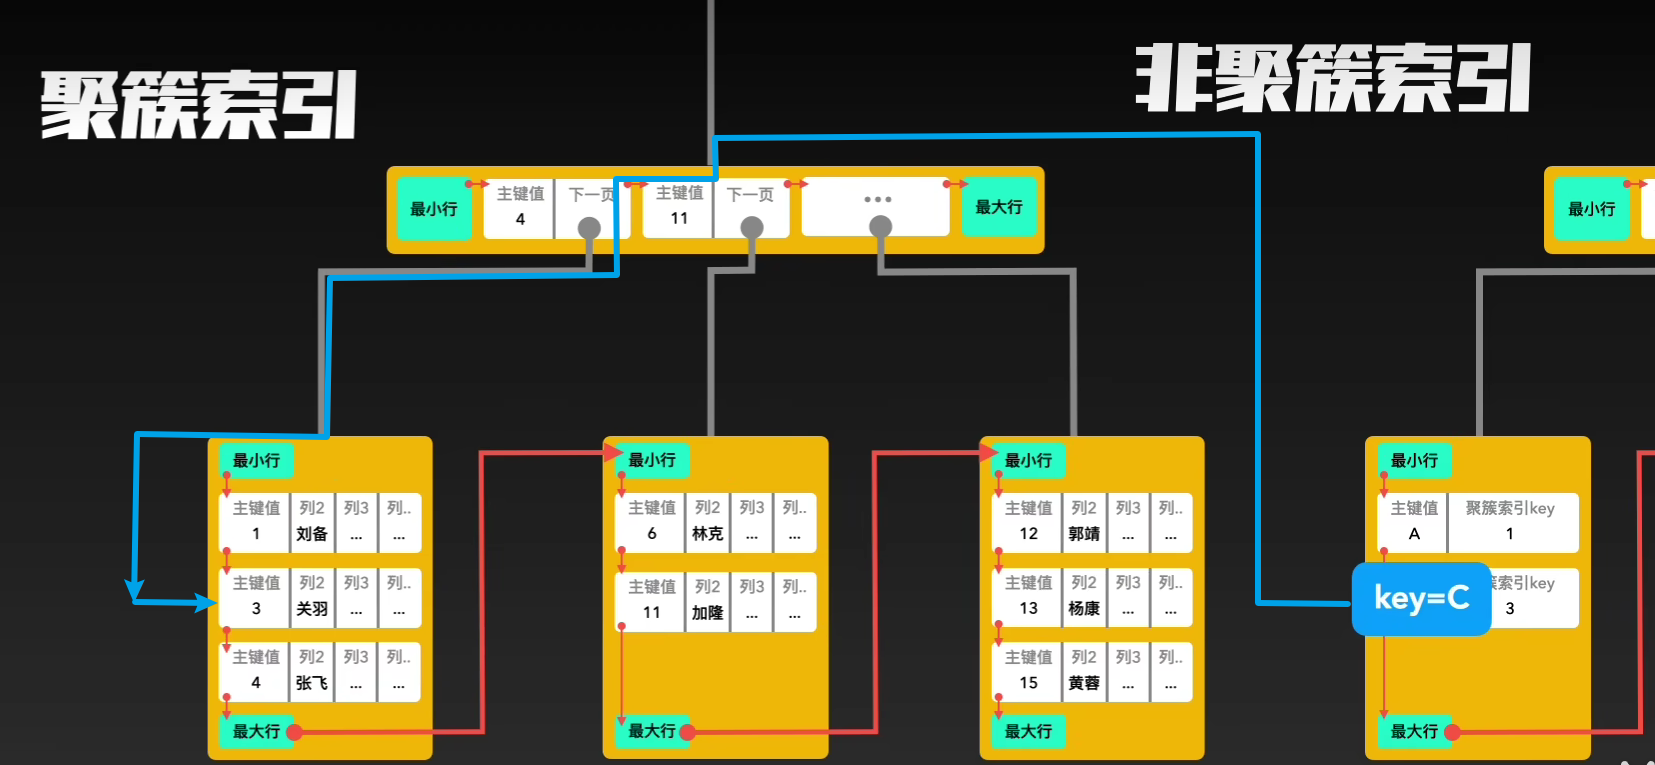 聚簇索引
非聚簇索引
最小行
主键值
4
下一页
主键值
11
下一页
...
最大行
最小行
最小行
主键值 列2 列3 列..
1 刘备 ... ...
主键值 列2 列3 列..
3 关羽 ... ...
主键值 列2 列3 列..
4 张飞 ... ...
最大行
最小行
主键值 列2 列3 列..
6 林克 ... ...
主键值 列2 列3 列..
11 加隆 ... ...
最大行
最小行
主键值 列2 列3 列..
12 郭靖 ... ...
主键值 列2 列3 列..
13 杨康 ... ...
主键值 列2 列3 列..
15 黄蓉 ... ...
最大行
最小行
主键值 聚簇索引key
A 1
key=C
簇索引key
3
最大行